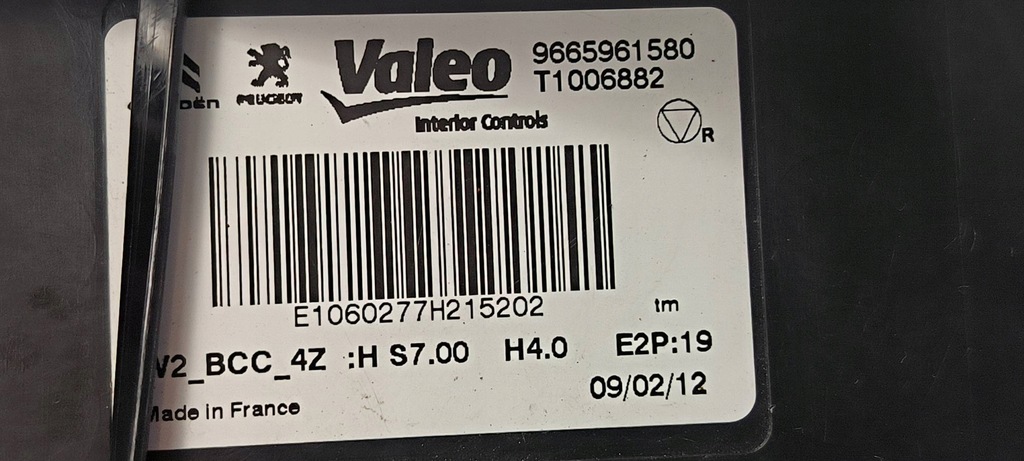 PEUGEOT
Valeo
Interior Controls
9665961580
T1006882
R
E1060277H215202
tm
V2_BCC_4Z :H S7.00 H4.0 E2P:19
09/02/12
Made in France